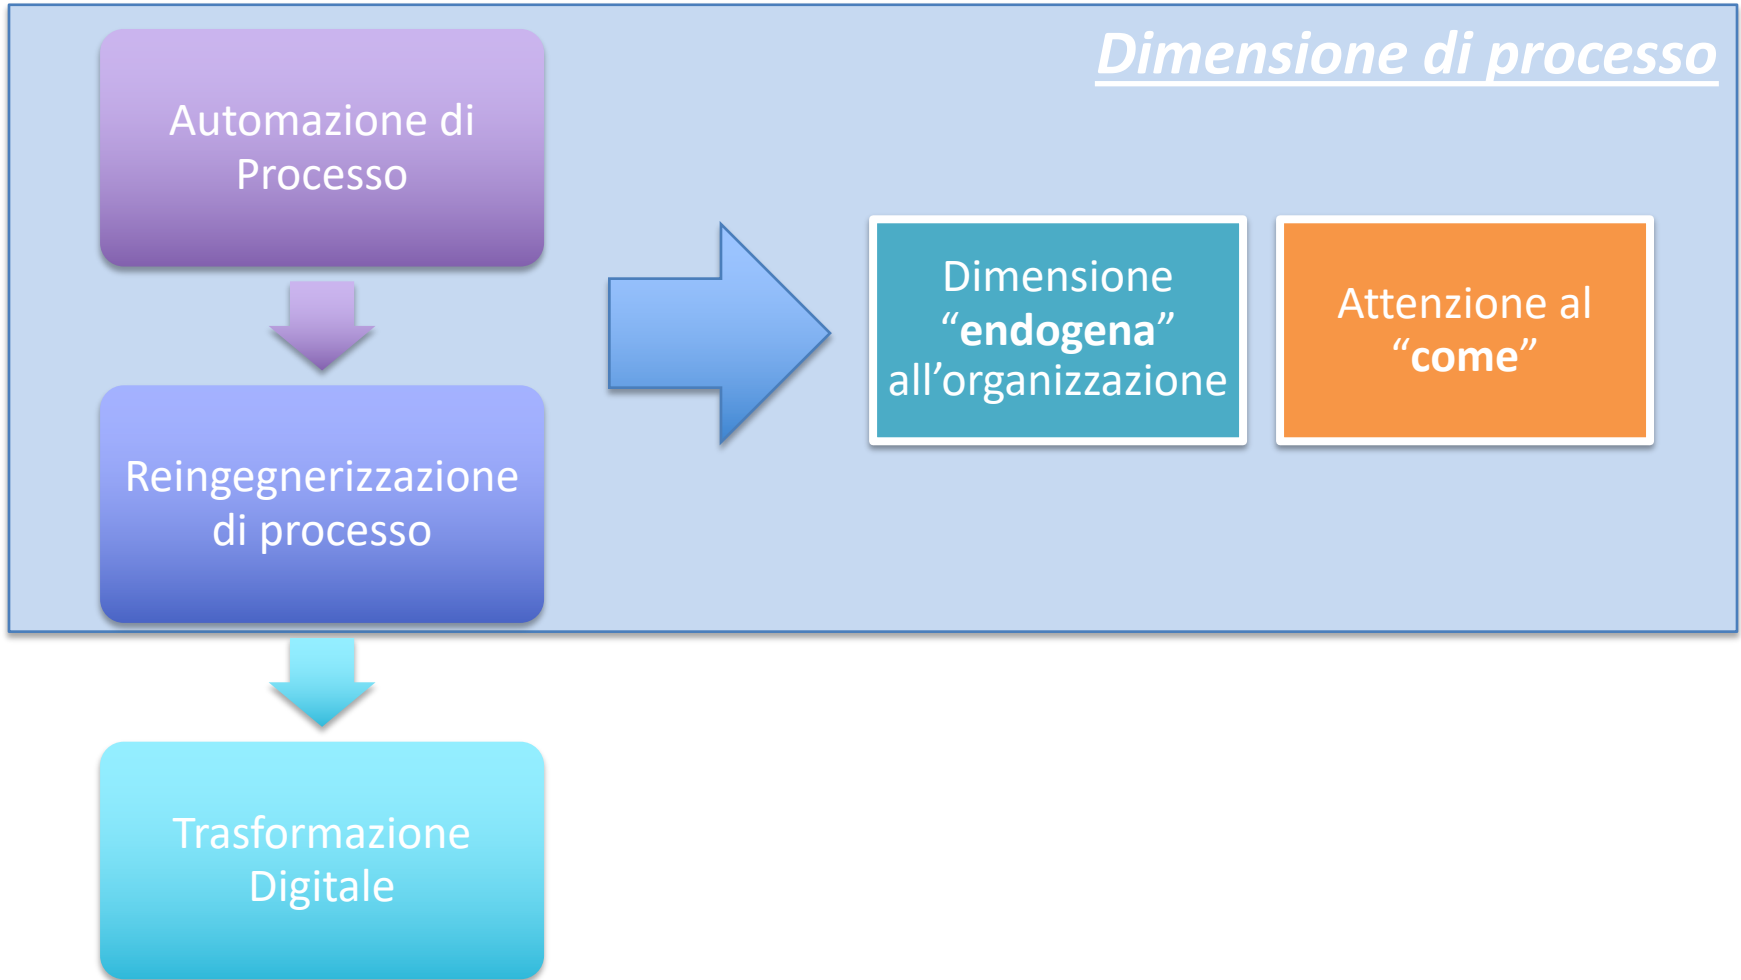 Dimensione di processo
Automazione di
Processo
Dimensione
“endogena”
all’organizzazione
Attenzione al
“come”
Reingegnerizzazione
di processo
Trasformazione
Digitale